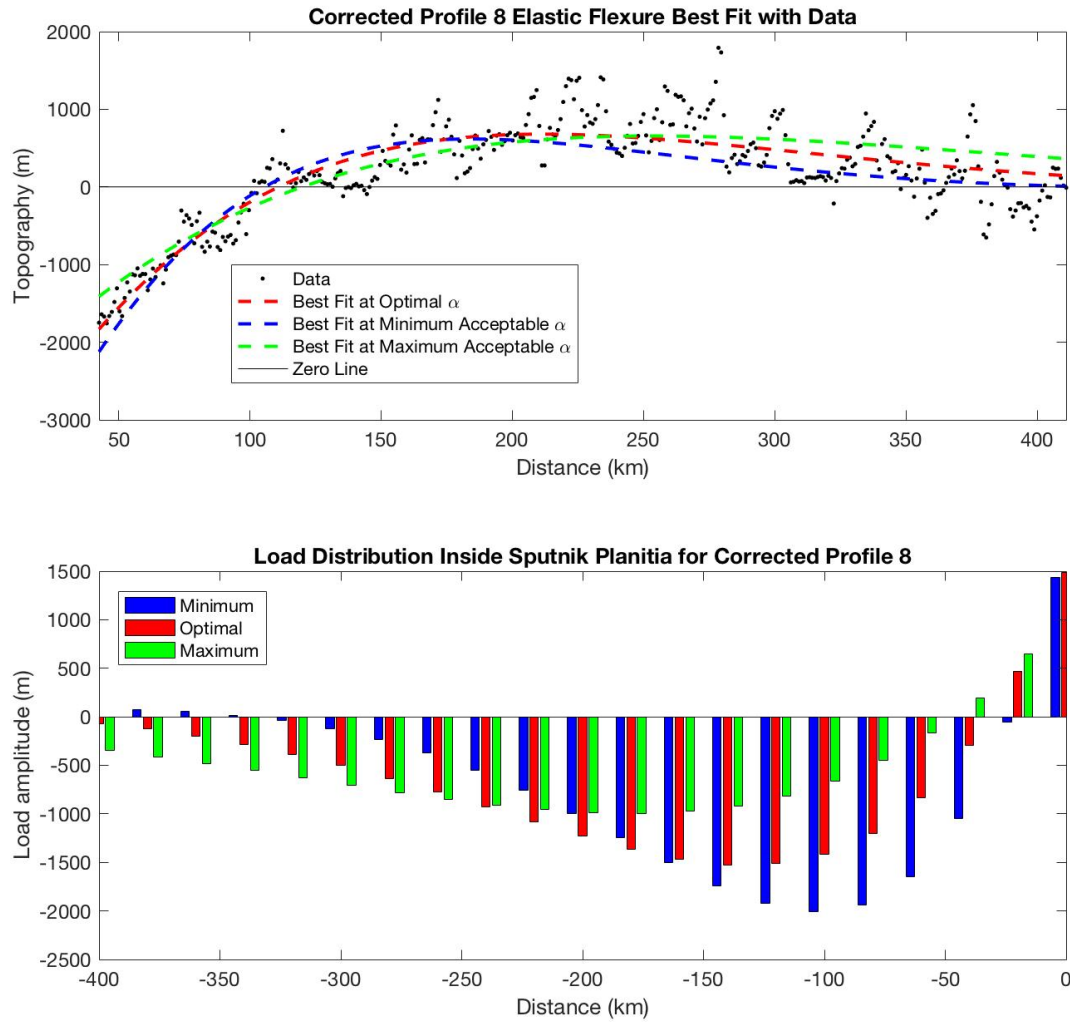 Corrected Profile 8 Elastic Flexure Best Fit with Data
2000
1000
0
-1000
-2000
-3000
Topography (m)
Data
Best Fit at Optimal α
Best Fit at Minimum Acceptable α
Best Fit at Maximum Acceptable α
Zero Line
50 100 150 200 250 300 350 400
Distance (km)
Load Distribution Inside Sputnik Planitia for Corrected Profile 8
1500
1000
500
0
-500
-1000
-1500
-2000
-2500
Load amplitude (m)
Minimum
Optimal
Maximum
-400 -350 -300 -250 -200 -150 -100 -50 0
Distance (km)